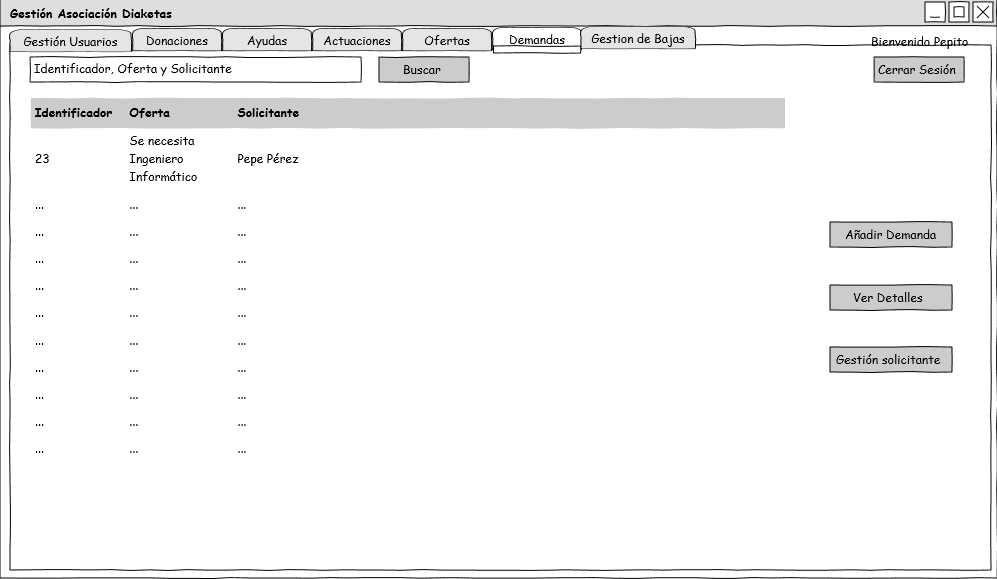 Gestión Asociación Diaketas
Gestión Usuarios Donaciones Ayudas Actuaciones Ofertas Demandas Gestion de Bajas
Bienvenido Pepito
Identificador, Oferta y Solicitante Buscar Cerrar Sesión
Identificador Oferta Solicitante
Se necesita
23 Ingeniero Pepe Pérez
Informático
... ... ...
... ... ...
Añadir Demanda
... ... ...
... ... ...
Ver Detalles
... ... ...
... ... ...
Gestión solicitante
... ... ...
... ... ...
... ... ...
... ... ...